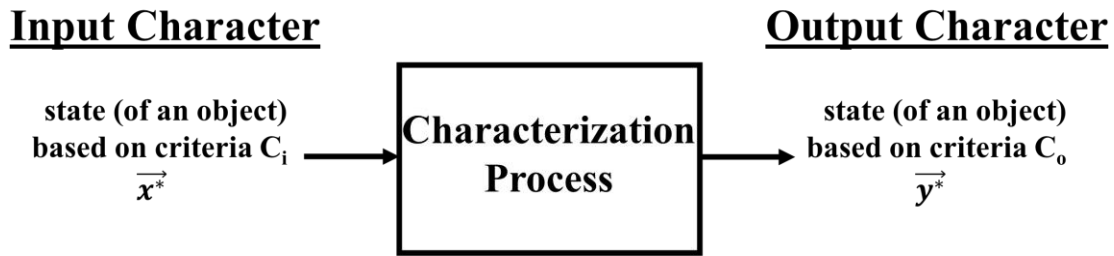 Input Character
state (of an object)
based on criteria Cᵢ
x*
Characterization
Process
Output Character
state (of an object)
based on criteria Cₒ
y*